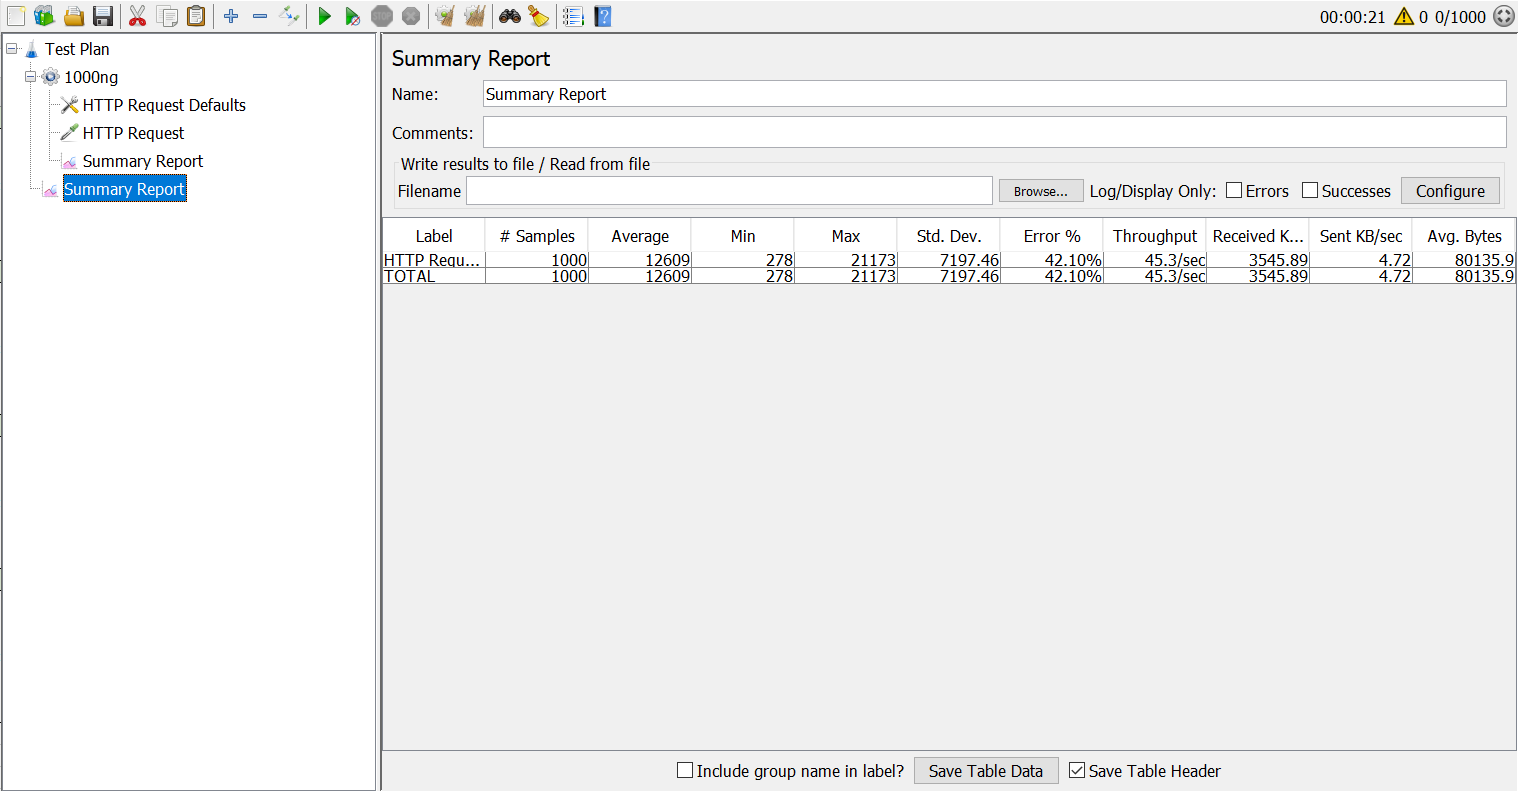 00:00:21 0 0/1000
Test Plan
1000ng
HTTP Request Defaults
HTTP Request
Summary Report
Summary Report
Summary Report
Name: Summary Report
Comments:
Write results to file / Read from file
Filename Browse... Log/Display Only: Errors Successes Configure
Label # Samples Average Min Max Std. Dev. Error % Throughput Received K... Sent KB/sec Avg. Bytes
HTTP Requ... 1000 12609 278 21173 7197.46 42.10% 45.3/sec 3545.89 4.72 80135.9
TOTAL 1000 12609 278 21173 7197.46 42.10% 45.3/sec 3545.89 4.72 80135.9
Include group name in label? Save Table Data Save Table Header